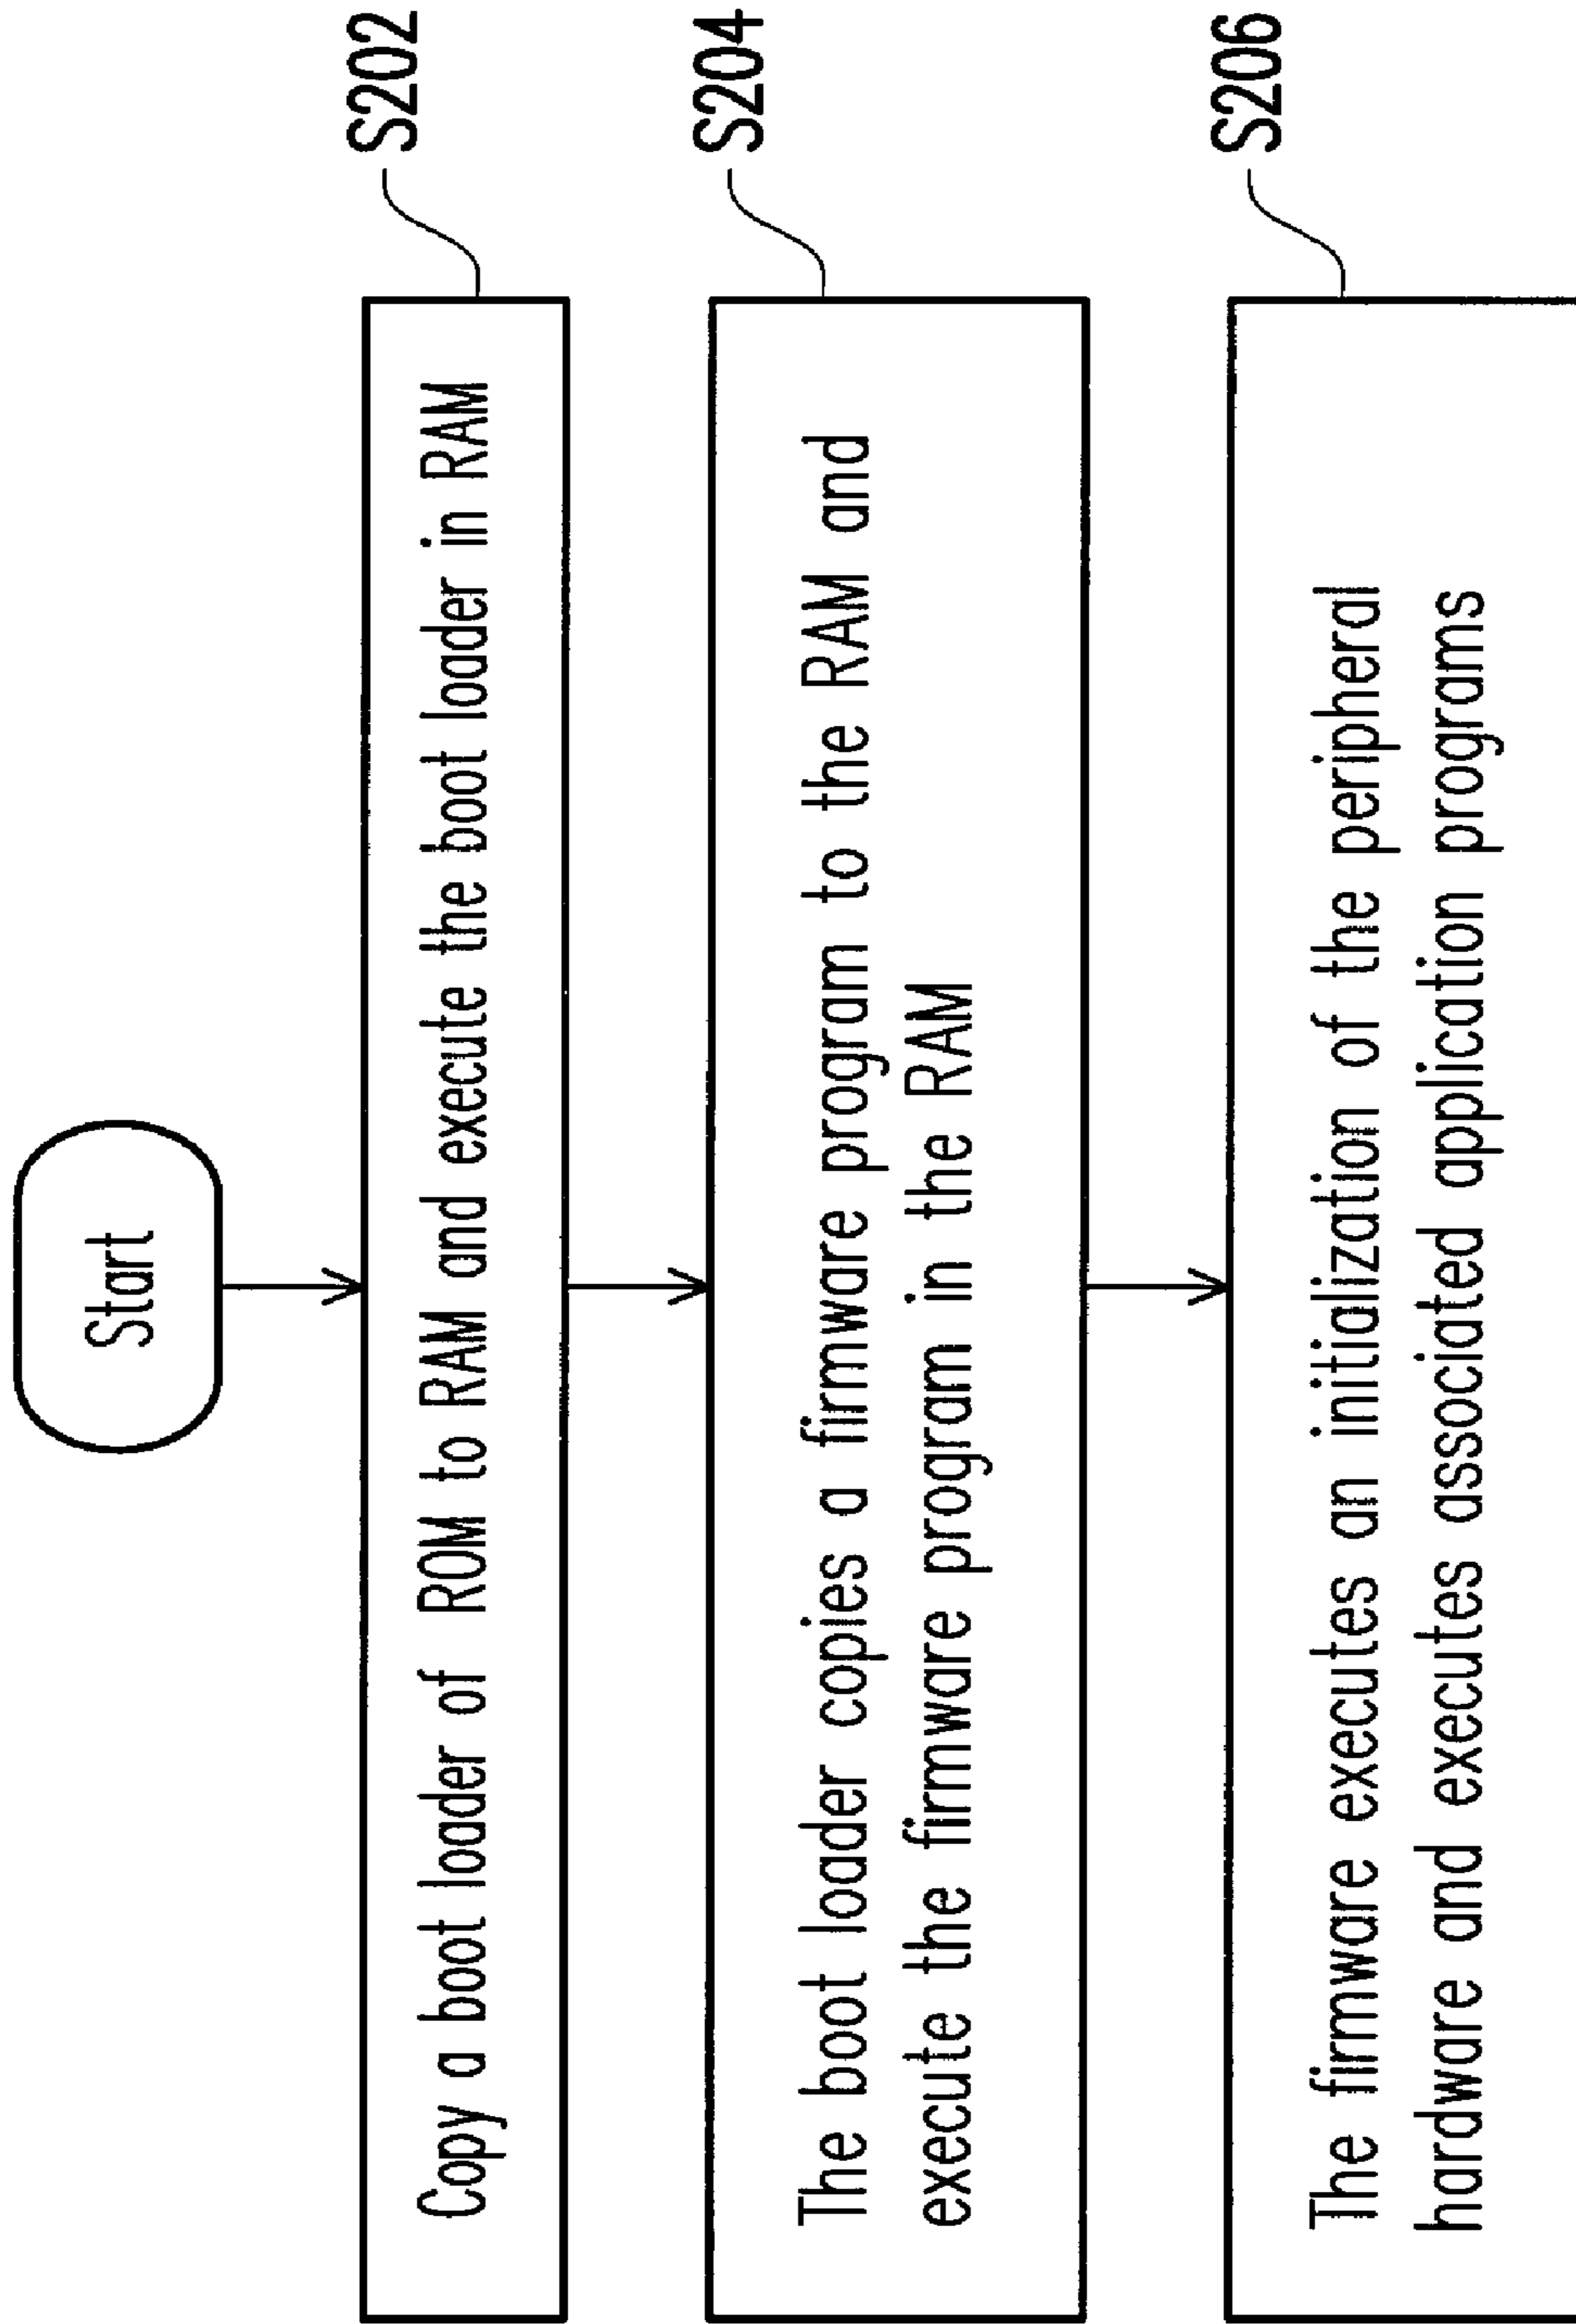 Start
S202
Copy a boot loader of ROM to RAM and execute the boot loader in RAM
S204
The boot loader copies a firmware program to the RAM and
execute the firmware program in the RAM
S206
The firmware executes an initialization of the peripheral
hardware and executes associated application programs